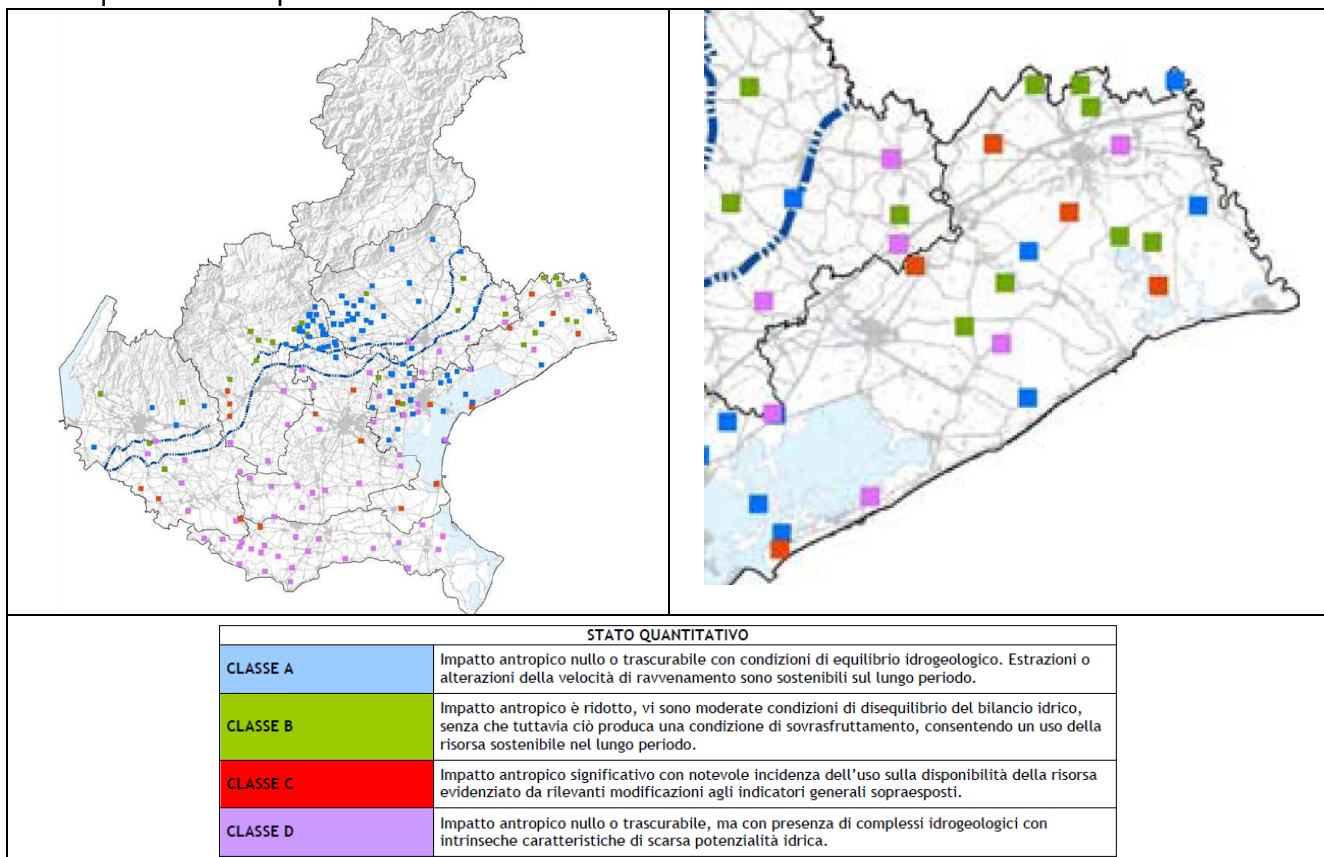 STATO QUANTITATIVO
CLASSE A
Impatto antropico nullo o trascurabile con condizioni di equilibrio idrogeologico. Estrazioni o
alterazioni della velocità di ravvenamento sono sostenibili sul lungo periodo.
CLASSE B
Impatto antropico è ridotto, vi sono moderate condizioni di disequilibrio del bilancio idrico,
senza che tuttavia ciò produca una condizione di sovrasfruttamento, consentendo un uso della
risorsa sostenibile nel lungo periodo.
CLASSE C
Impatto antropico significativo con notevole incidenza dell'uso sulla disponibilità della risorsa
evidenziato da rilevanti modificazioni agli indicatori generali sopraesposti.
CLASSE D
Impatto antropico nullo o trascurabile, ma con presenza di complessi idrogeologici con
intrinseche caratteristiche di scarsa potenzialità idrica.